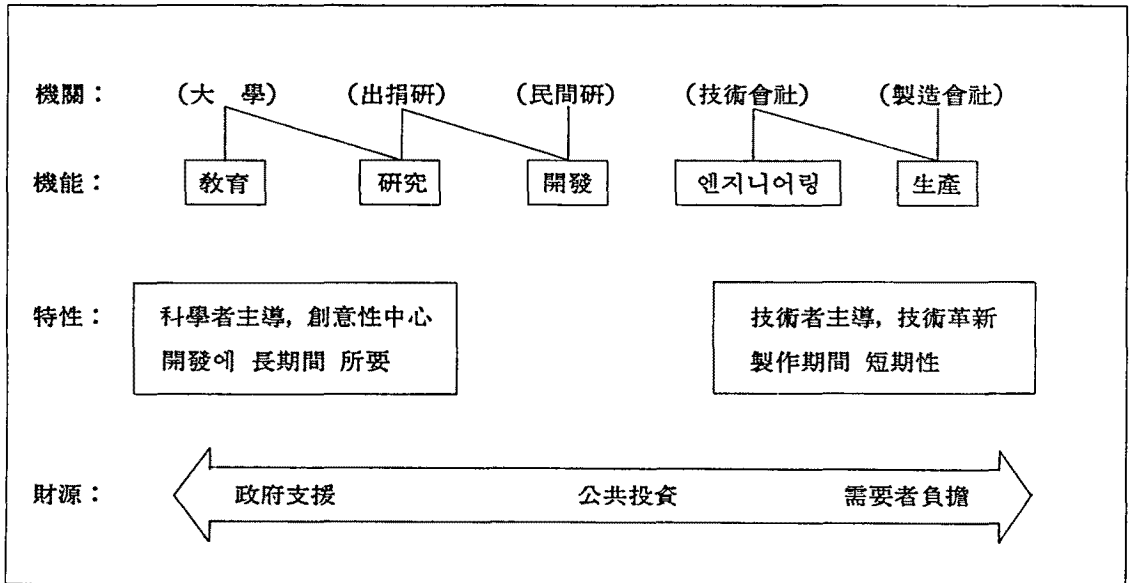 機關 : (大 學) (出捐硏) (民間硏) (技術會社) (製造會社)
機能 : 敎育 硏究 開發 엔지니어링 生産
特性 : 科學者主導, 創意性中心 技術者主導, 技術革新
開發에 長期間 所要 製作期間 短期性
財源 : 政府支援 公共投資 需要者負擔